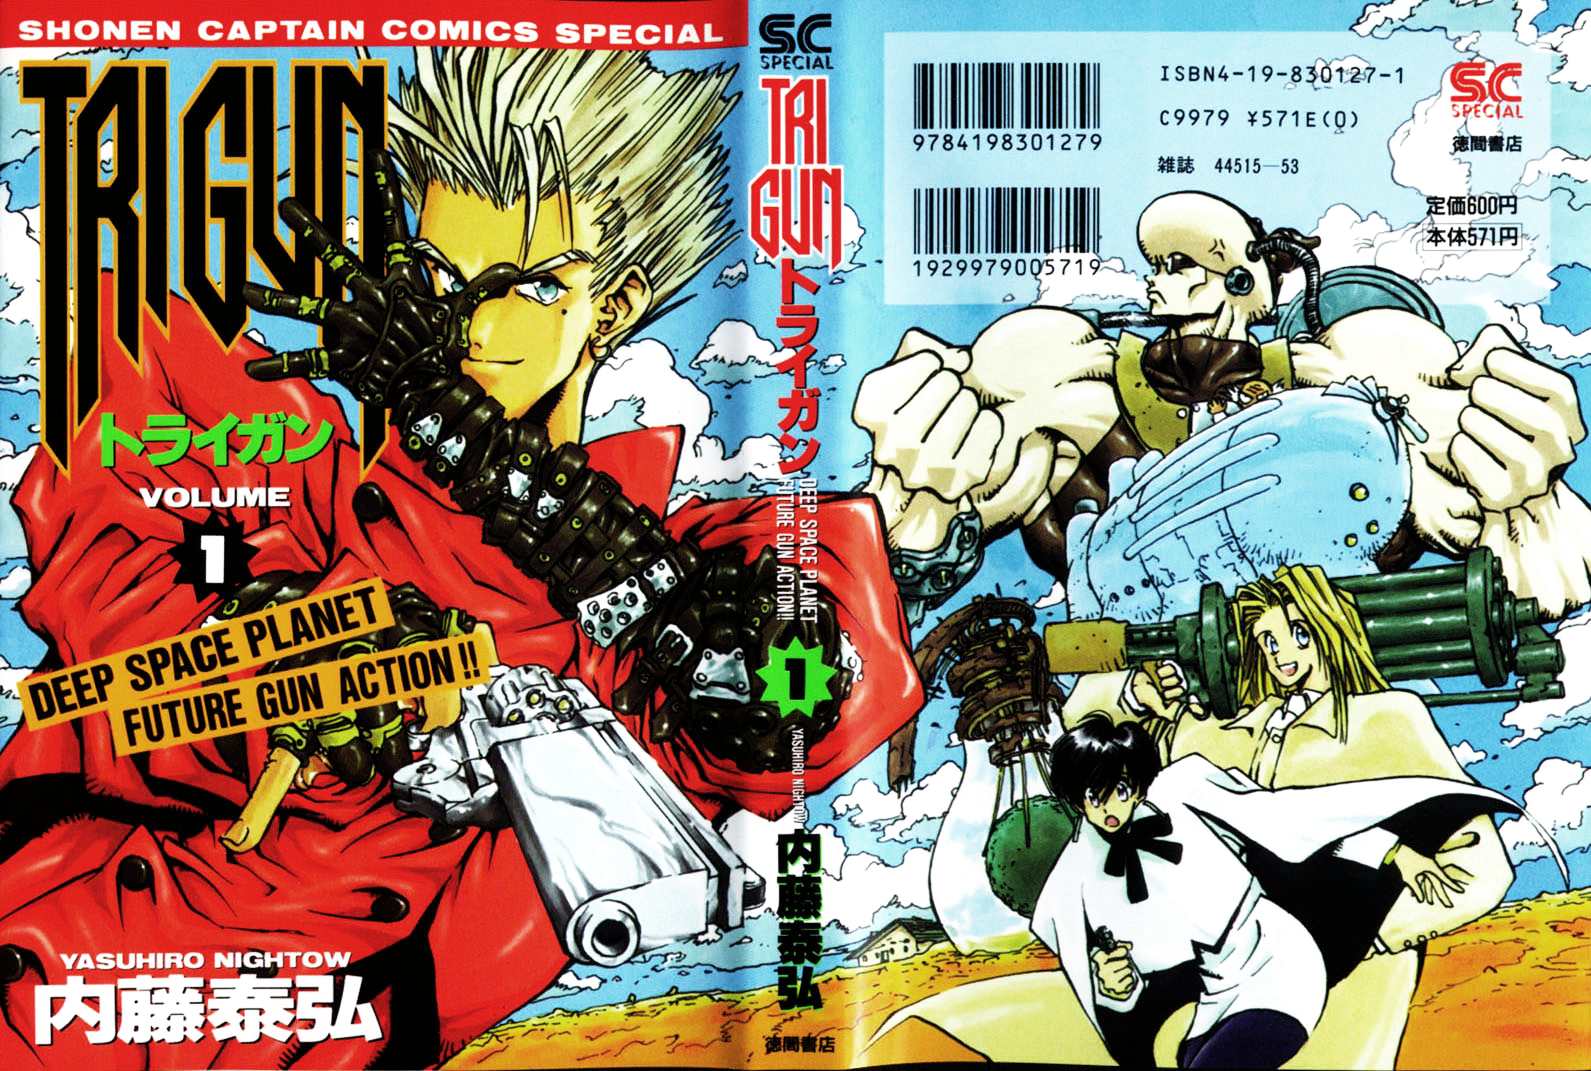 SHONEN CAPTAIN COMICS SPECIAL
TRIGUN
トライガン
VOLUME
1
DEEP SPACE PLANET
FUTURE GUN ACTION!!
YASUHIRO NIGHTOW
内藤泰弘
SC
SPECIAL
TRI
GUN
トライガン
DEEP SPACE PLANET
FUTURE GUN ACTION!!
1
YASUHIRO NIGHTOW
内藤泰弘
徳間書店
ISBN4-19-830127-1
C9979 ¥571E(0)
雑誌 44515-53
9784198301279
1929979005719
SC
SPECIAL
徳間書店
定価600円
本体571円